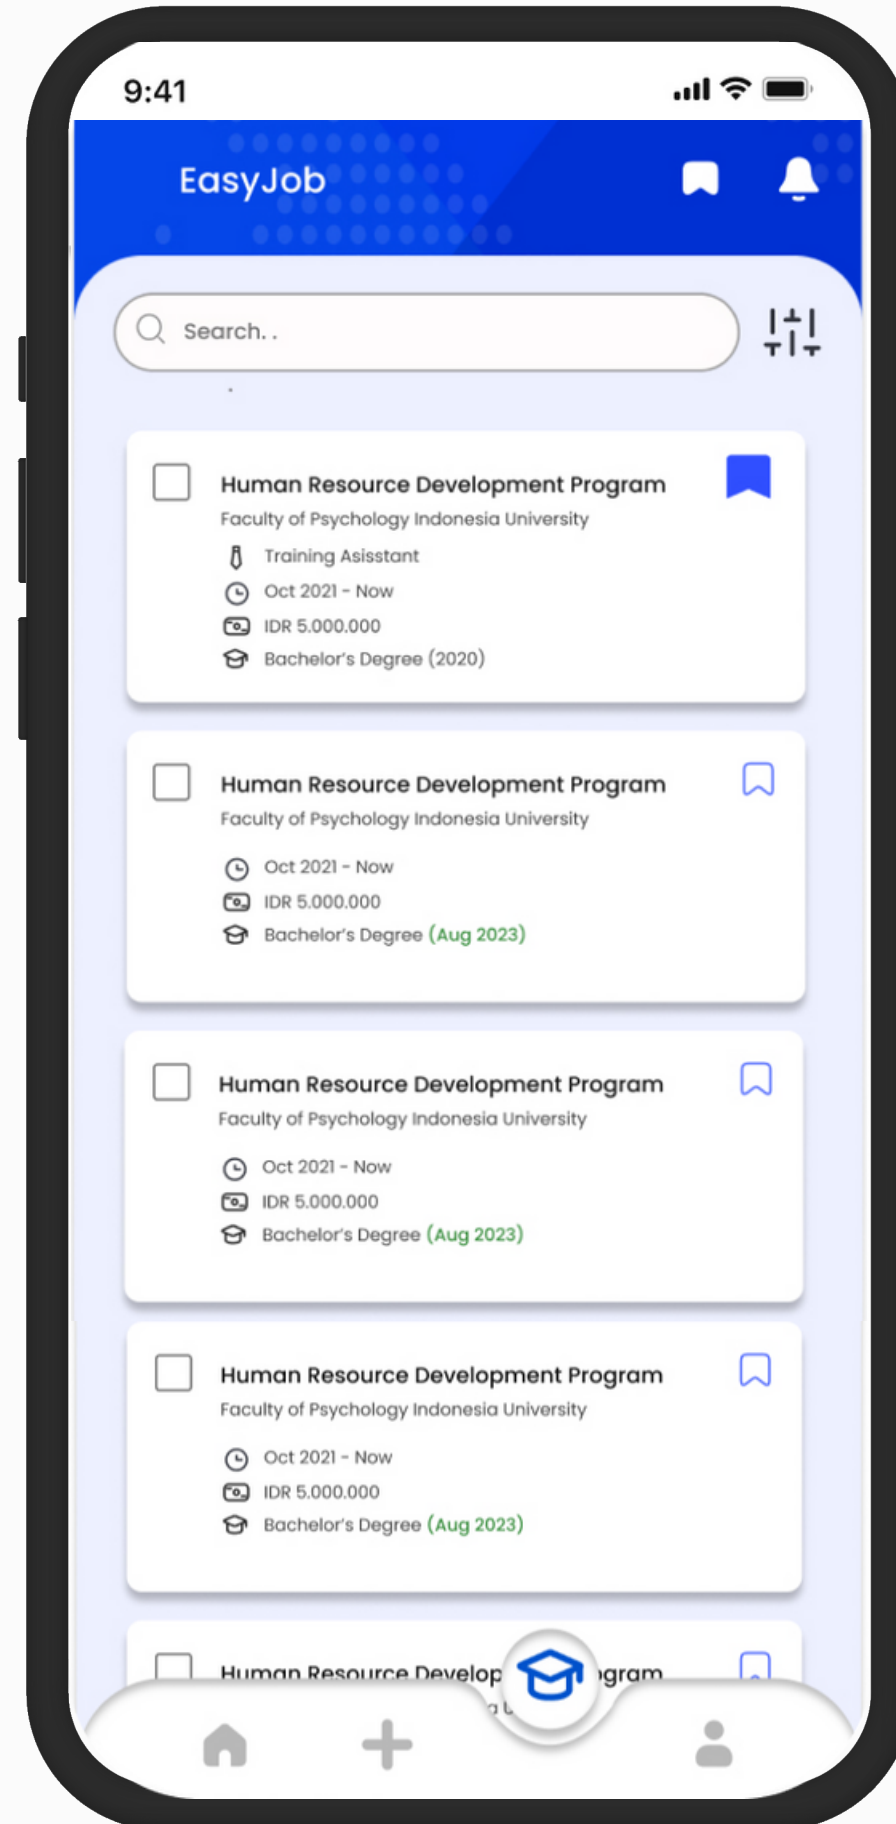 9:41
EasyJob
Search. .
Human Resource Development Program
Faculty of Psychology Indonesia University
Training Asisstant
Oct 2021 - Now
IDR 5.000.000
Bachelor's Degree (2020)
Human Resource Development Program
Faculty of Psychology Indonesia University
Oct 2021 - Now
IDR 5.000.000
Bachelor's Degree (Aug 2023)
Human Resource Development Program
Faculty of Psychology Indonesia University
Oct 2021 - Now
IDR 5.000.000
Bachelor's Degree (Aug 2023)
Human Resource Development Program
Faculty of Psychology Indonesia University
Oct 2021 - Now
IDR 5.000.000
Bachelor's Degree (Aug 2023)
Human Resource Develop gram